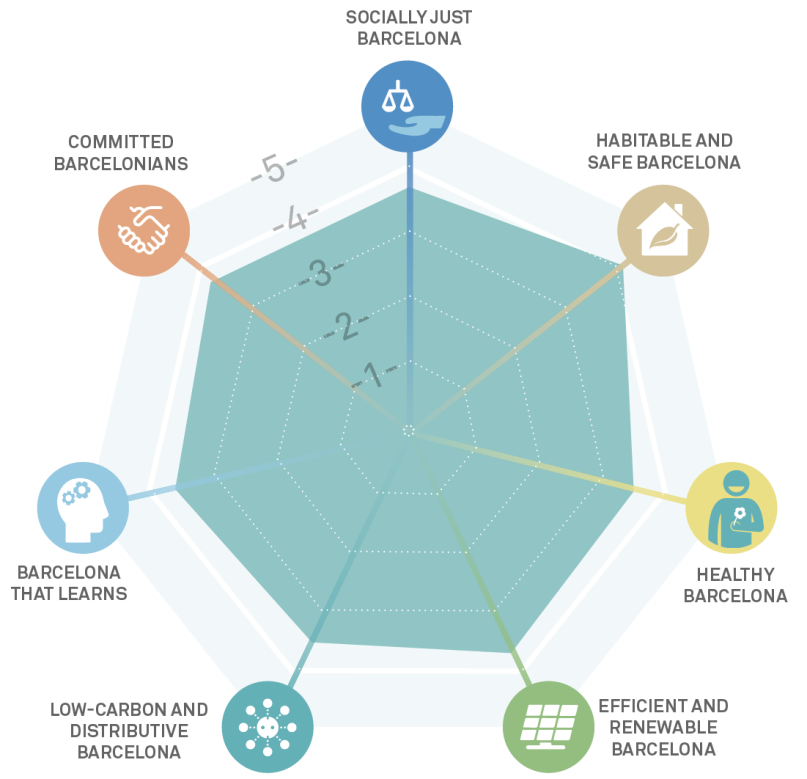 SOCIALLY JUST
BARCELONA
COMMITTED
BARCELONIANS
HABITABLE AND
SAFE BARCELONA
-5-
-4-
-3-
-2-
-1-
BARCELONA
THAT LEARNS
HEALTHY
BARCELONA
LOW-CARBON AND
DISTRIBUTIVE
BARCELONA
EFFICIENT AND
RENEWABLE
BARCELONA